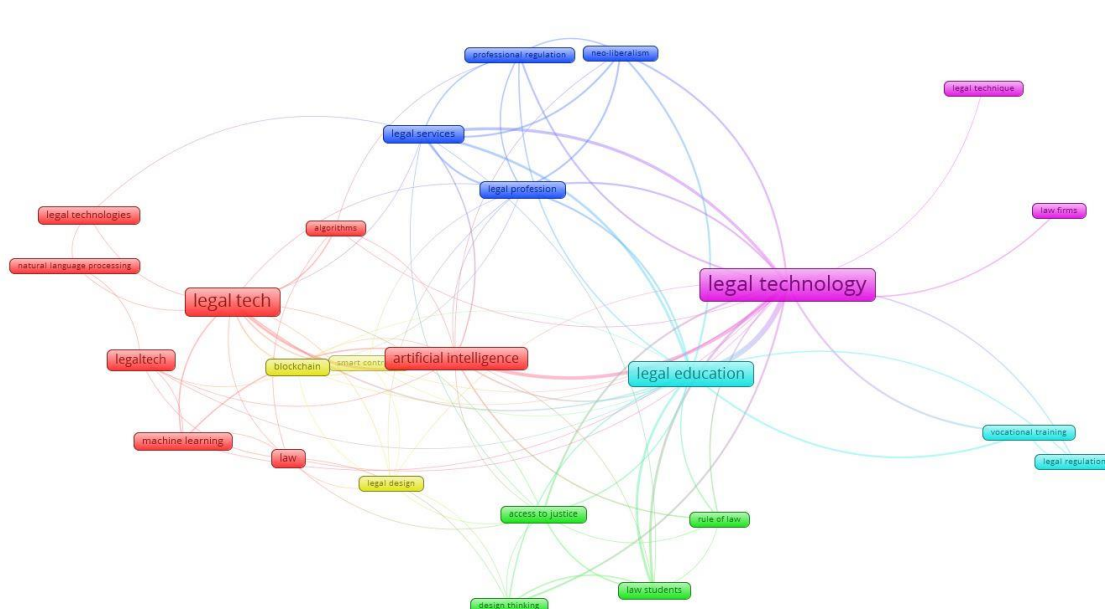 professional regulation
neo-liberalism
legal technique
legal services
legal profession
legal technologies
law firms
algorithms
natural language processing
legal technology
legal tech
legaltech
blockchain
smart contr
artificial intelligence
legal education
vocational training
machine learning
law
legal regulation
legal design
access to justice
rule of law
law students
design thinking